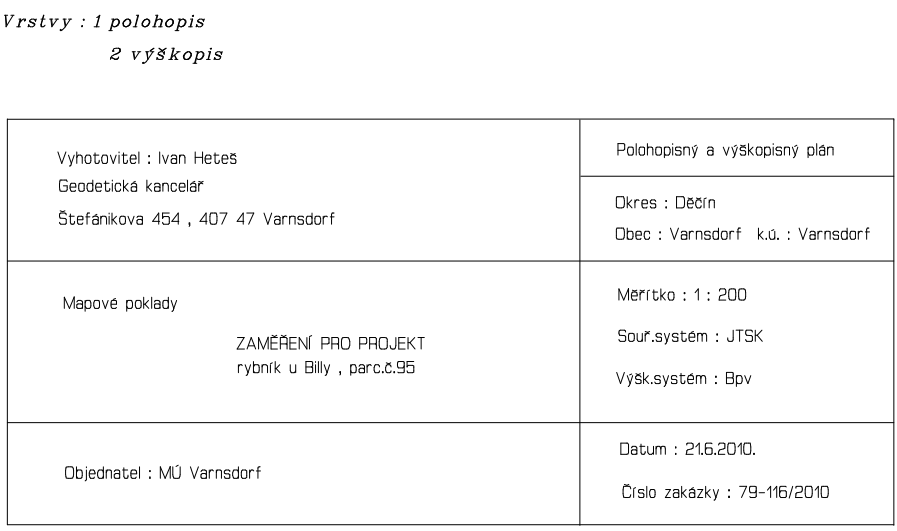 Vrstvy : 1 polohopis
2 výškopis
Vyhotovitel : Ivan Heteš
Geodetická kancelář
Štefánikova 454 , 407 47 Varnsdorf
Polohopisný a výškopisný plán
Okres : Děčín
Obec : Varnsdorf k.ú. : Varnsdorf
Mapové poklady
ZAMĚŘENÍ PRO PROJEKT
rybník u Billy , parc.č.95
Měřítko : 1 : 200
Souř.systém : JTSK
Výšk.systém : Bpv
Objednatel : MÚ Varnsdorf
Datum : 21.6.2010.
Číslo zakázky : 79-116/2010